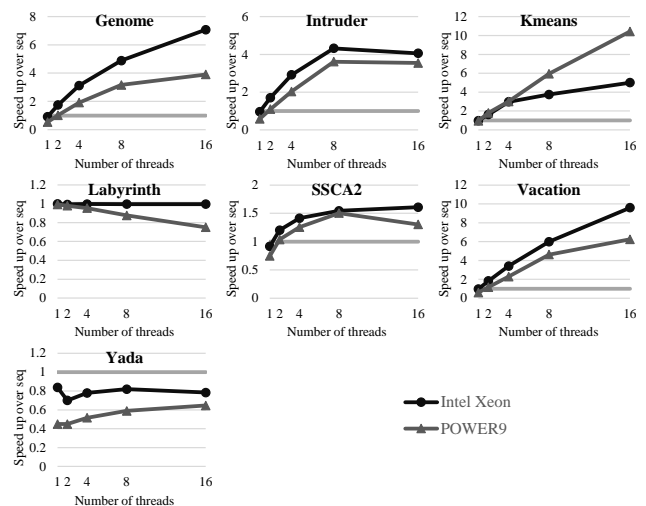 Genome
Speed up over seq
8
6
4
2
0
1 2 4 8 16
Number of threads
Intruder
Speed up over seq
6
4
2
0
1 2 4 8 16
Number of threads
Kmeans
Speed up over seq
12
10
8
6
4
2
0
1 2 4 8 16
Number of threads
Labyrinth
Speed up over seq
1.2
1
0.8
0.6
0.4
0.2
0
1 2 4 8 16
Number of threads
SSCA2
Speed up over seq
2
1.5
1
0.5
0
1 2 4 8 16
Number of threads
Vacation
Speed up over seq
12
10
8
6
4
2
0
1 2 4 8 16
Number of threads
Yada
Speed up over seq
1.2
1
0.8
0.6
0.4
0.2
0
1 2 4 8 16
Number of threads
Intel Xeon
POWER9